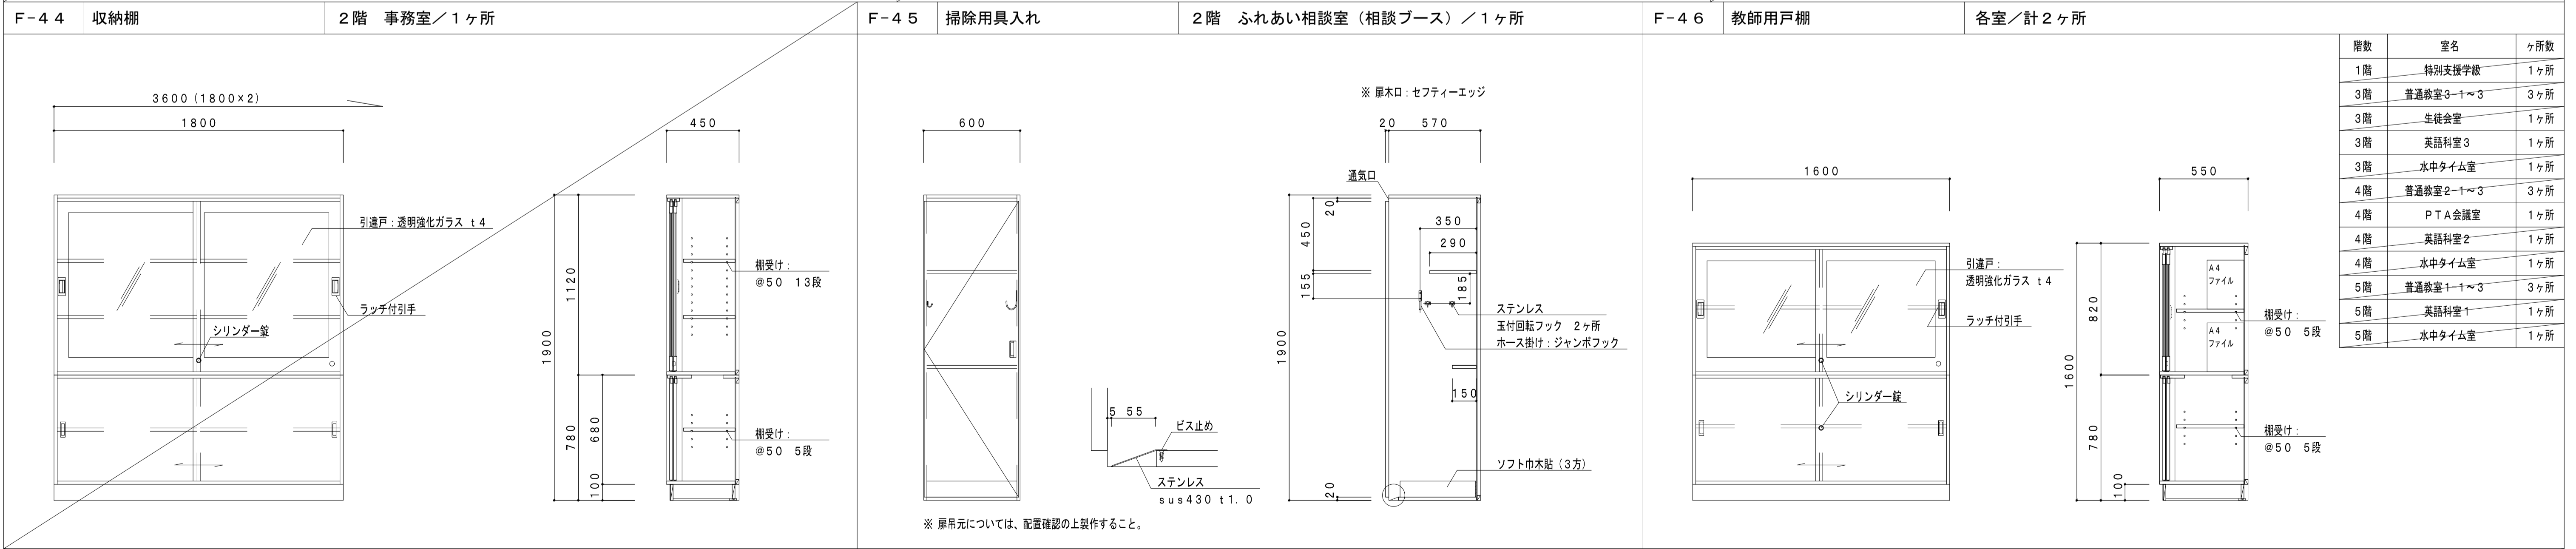 F-44 収納棚 2階 事務室/1ヶ所
3600(1800×2)
1800
450
引違戸:透明強化ガラス t4
ラッチ付引手
シリンダー錠
1900
1120
780
680
100
棚受け:
@50 13段
棚受け:
@50 5段
F-45 掃除用具入れ 2階 ふれあい相談室(相談ブース)/1ヶ所
※ 扉木口:セフティーエッジ
600
20 570
通気口
1900
20
450
155
20
350
290
185
150
ステンレス
玉付回転フック 2ヶ所
ホース掛け:ジャンボフック
ソフト巾木貼(3方)
5 55
ビス止め
ステンレス
sus430 t1.0
※ 扉吊元については、配置確認の上製作すること。
F-46 教師用戸棚 各室/計2ヶ所
1600
550
引違戸:
透明強化ガラス t4
ラッチ付引手
シリンダー錠
1600
820
780
100
A4
ファイル
A4
ファイル
棚受け:
@50 5段
棚受け:
@50 5段
階数 室名 ヶ所数
1階 特別支援学級 1ヶ所
3階 普通教室3-1~3 3ヶ所
3階 生徒会室 1ヶ所
3階 英語科室3 1ヶ所
3階 水中タイム室 1ヶ所
4階 普通教室2-1~3 3ヶ所
4階 PTA会議室 1ヶ所
4階 英語科室2 1ヶ所
4階 水中タイム室 1ヶ所
5階 普通教室1-1~3 3ヶ所
5階 英語科室1 1ヶ所
5階 水中タイム室 1ヶ所